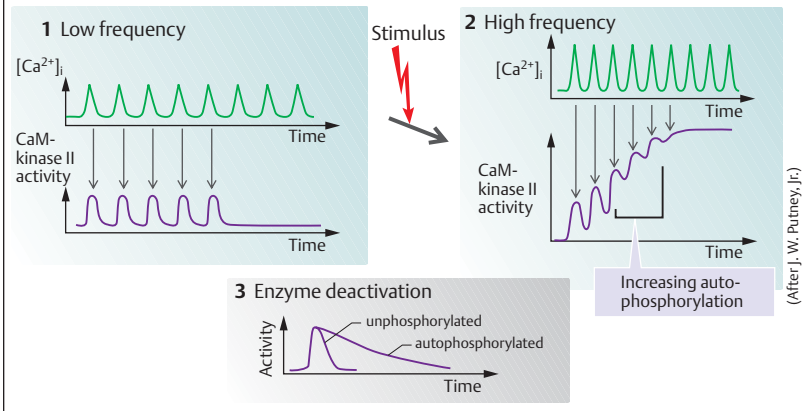 1 Low frequency
[Ca²⁺]ᵢ
Time
CaM-
kinase II
activity
Time
Stimulus
2 High frequency
[Ca²⁺]ᵢ
Time
CaM-
kinase II
activity
Time
Increasing auto-
phosphorylation
3 Enzyme deactivation
Activity
unphosphorylated
autophosphorylated
Time
(After J. W. Putney, Jr.)